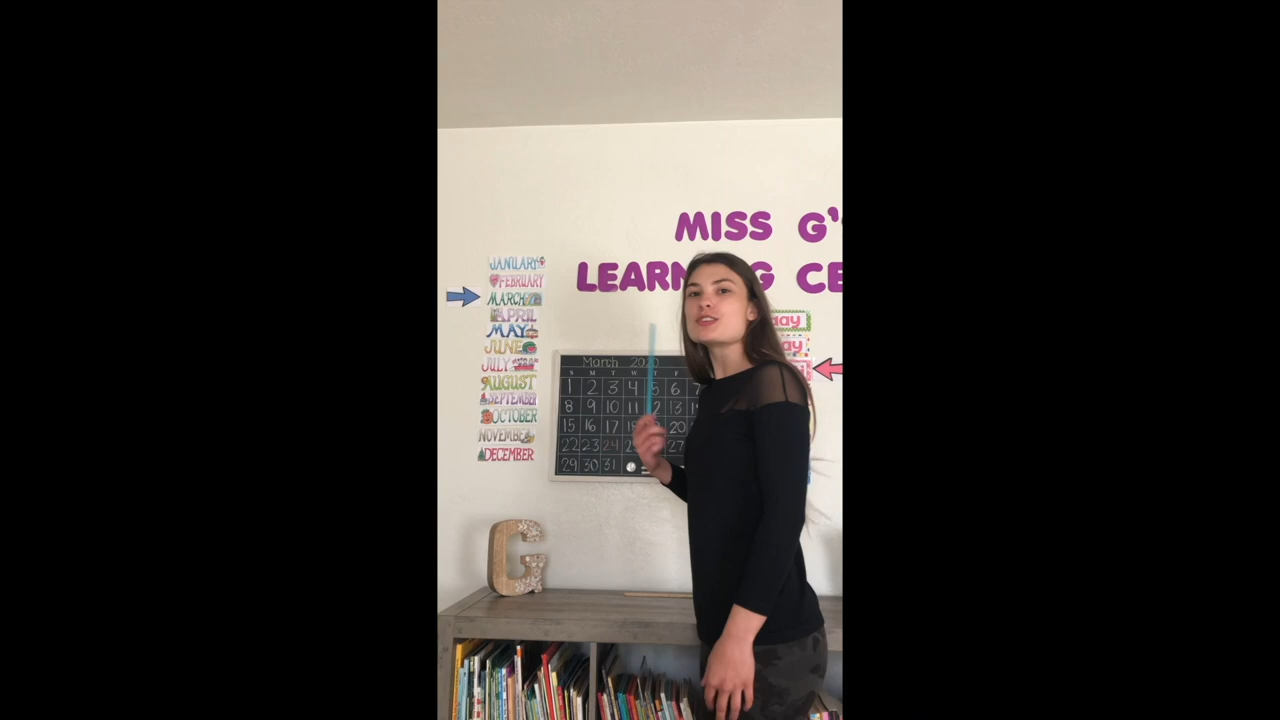 MISS G'
LEARN G CE
JANUARY
FEBRUARY
MARCH
APRIL
MAY
JUNE
JULY
AUGUST
SEPTEMBER
OCTOBER
NOVEMBE
DECEMBER
March 2020
S M T W T F
1 2 3 4 5 6 7
8 9 10 11 12 13
15 16 17 18 20
22 23 24 27
29 30 31
day
day
G